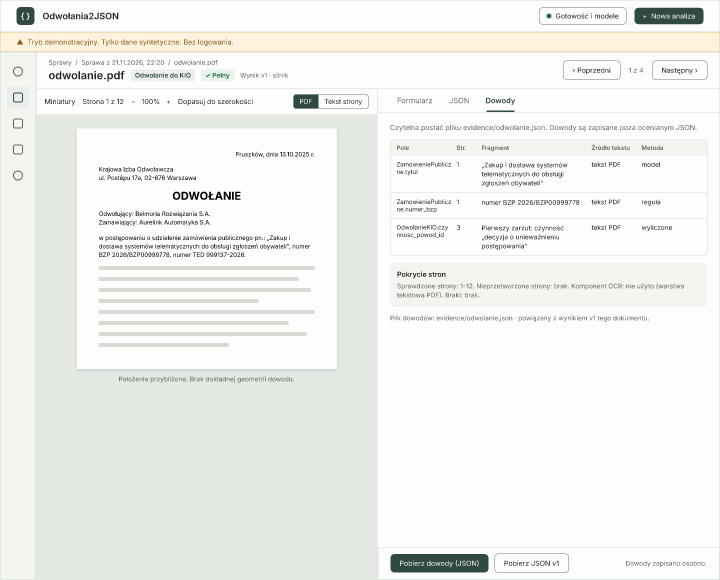 { } Odwołania2JSON
Gotowość i modele
+ Nowa analiza
Tryb demonstracyjny. Tylko dane syntetyczne. Bez logowania.
Sprawy / Sprawa z 21.11.2026, 22:20 / odwolanie.pdf
odwolanie.pdf Odwołanie do KIO ✓ Pełny Wynik v1 · silnik
‹ Poprzedni 1 z 4 Następny ›
Miniatury Strona 1 z 12 − 100% + Dopasuj do szerokości PDF Tekst strony
Pruszków, dnia 13.10.2025 r.
Krajowa Izba Odwoławcza
ul. Postępu 17a, 02-676 Warszawa
ODWOŁANIE
Odwołujący: Belmoria Rozwiązania S.A.
Zamawiający: Aurelink Automatyka S.A.
w postępowaniu o udzielenie zamówienia publicznego pn.: „Zakup i
dostawa systemów telematycznych do obsługi zgłoszeń obywateli”, numer
BZP 2026/BZP00999778, numer TED 999137-2026.
Położenie przybliżone. Brak dokładnej geometrii dowodu.
Formularz JSON Dowody
Czytelna postać pliku evidence/odwolanie.json. Dowody są zapisane poza ocenianym JSON.
Pole Str. Fragment Źródło tekstu Metoda
ZamowieniePublicz 1 „Zakup i dostawa systemów tekst PDF model
ne.tytul telematycznych do obsługi
zgłoszeń obywateli”
ZamowieniePublicz 1 numer BZP 2026/BZP00999778 tekst PDF reguła
ne.numer_bzp
OdwolanieKIO.czy 3 Pierwszy zarzut: czynność tekst PDF wyliczone
nnosc_powod_id „decyzja o unieważnieniu
postępowania”
Pokrycie stron
Sprawdzone strony: 1–12. Nieprzetworzone strony: brak. Komponent OCR: nie użyto (warstwa
tekstowa PDF). Braki: brak.
Plik dowodów: evidence/odwolanie.json · powiązany z wynikiem v1 tego dokumentu.
Pobierz dowody (JSON) Pobierz JSON v1 Dowody zapisano osobno.